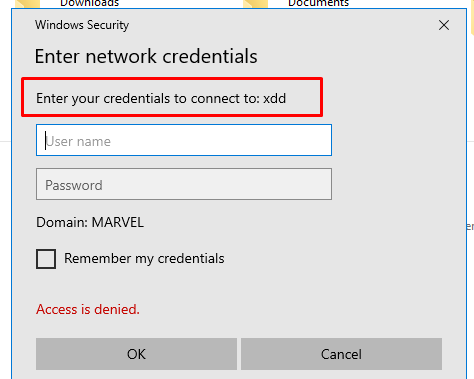 Downloads
Documents
Windows Security
Enter network credentials
Enter your credentials to connect to: xdd
User name
Password
Domain: MARVEL
Remember my credentials
Access is denied.
OK
Cancel